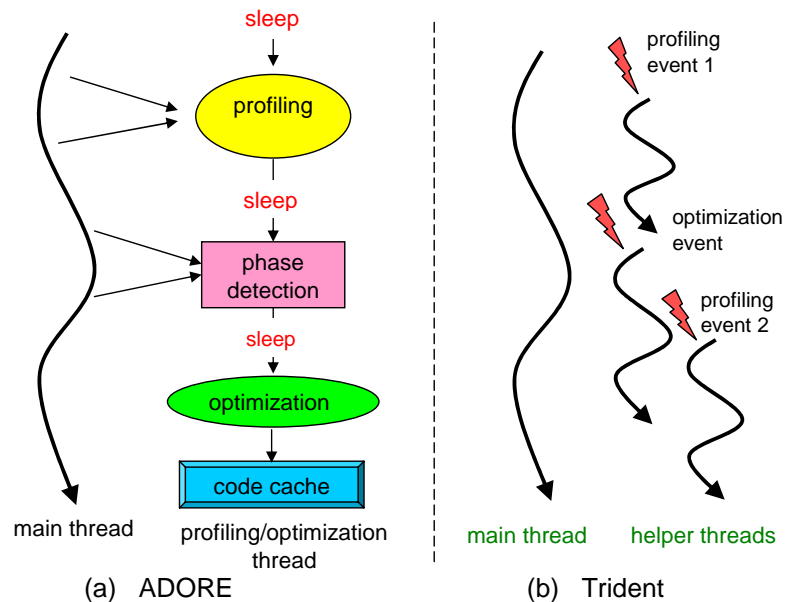 sleep
profiling
sleep
phase
detection
sleep
optimization
code cache
main thread
profiling/optimization
thread
(a) ADORE
profiling
event 1
optimization
event
profiling
event 2
main thread
helper threads
(b) Trident